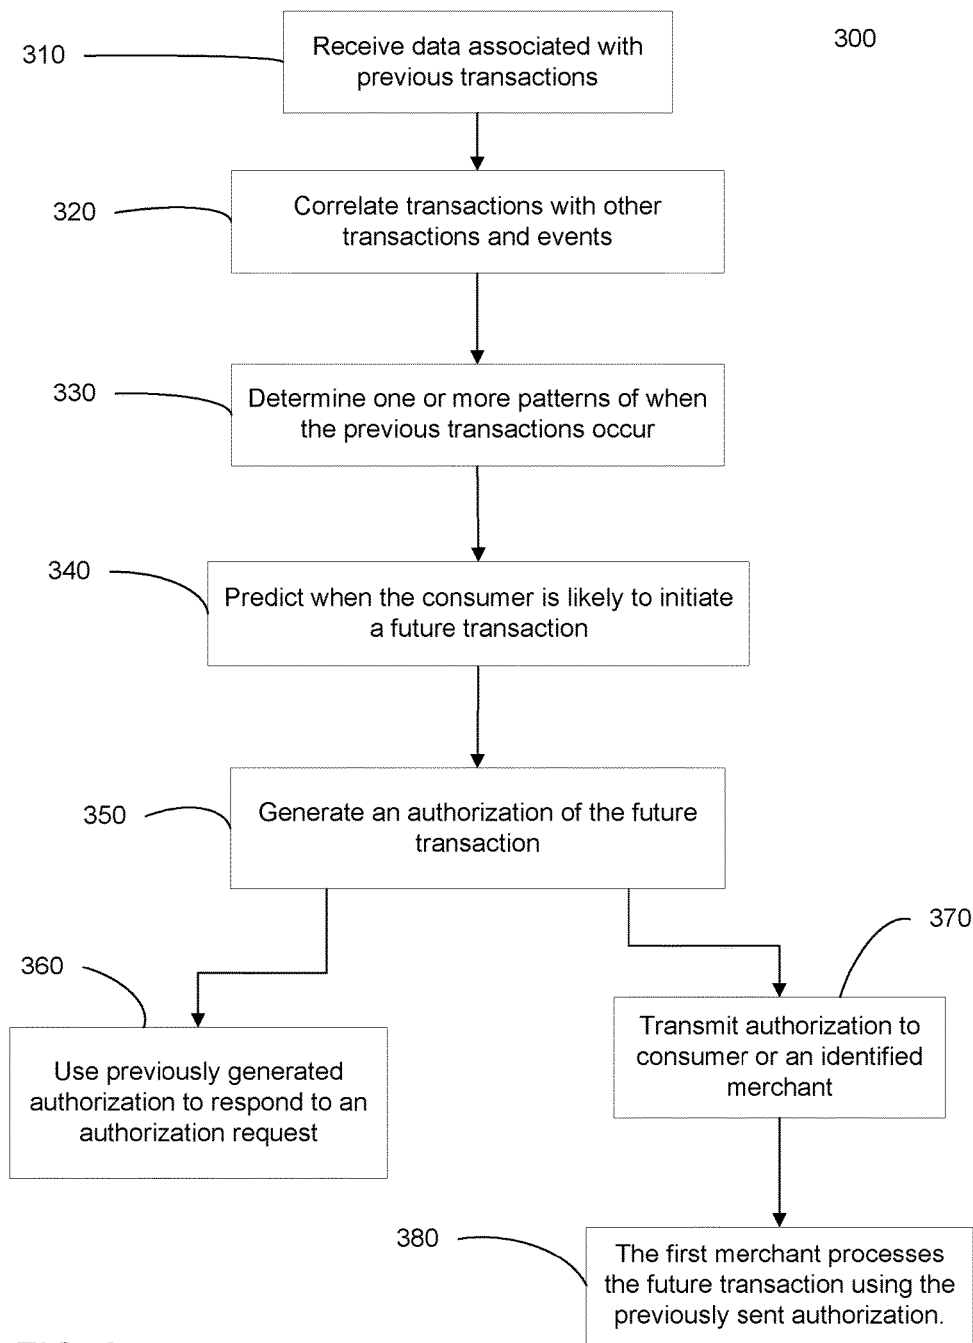 300
310
Receive data associated with
previous transactions
320
Correlate transactions with other
transactions and events
330
Determine one or more patterns of when
the previous transactions occur
340
Predict when the consumer is likely to initiate
a future transaction
350
Generate an authorization of the future
transaction
360
Use previously generated
authorization to respond to an
authorization request
370
Transmit authorization to
consumer or an identified
merchant
380
The first merchant processes
the future transaction using the
previously sent authorization.